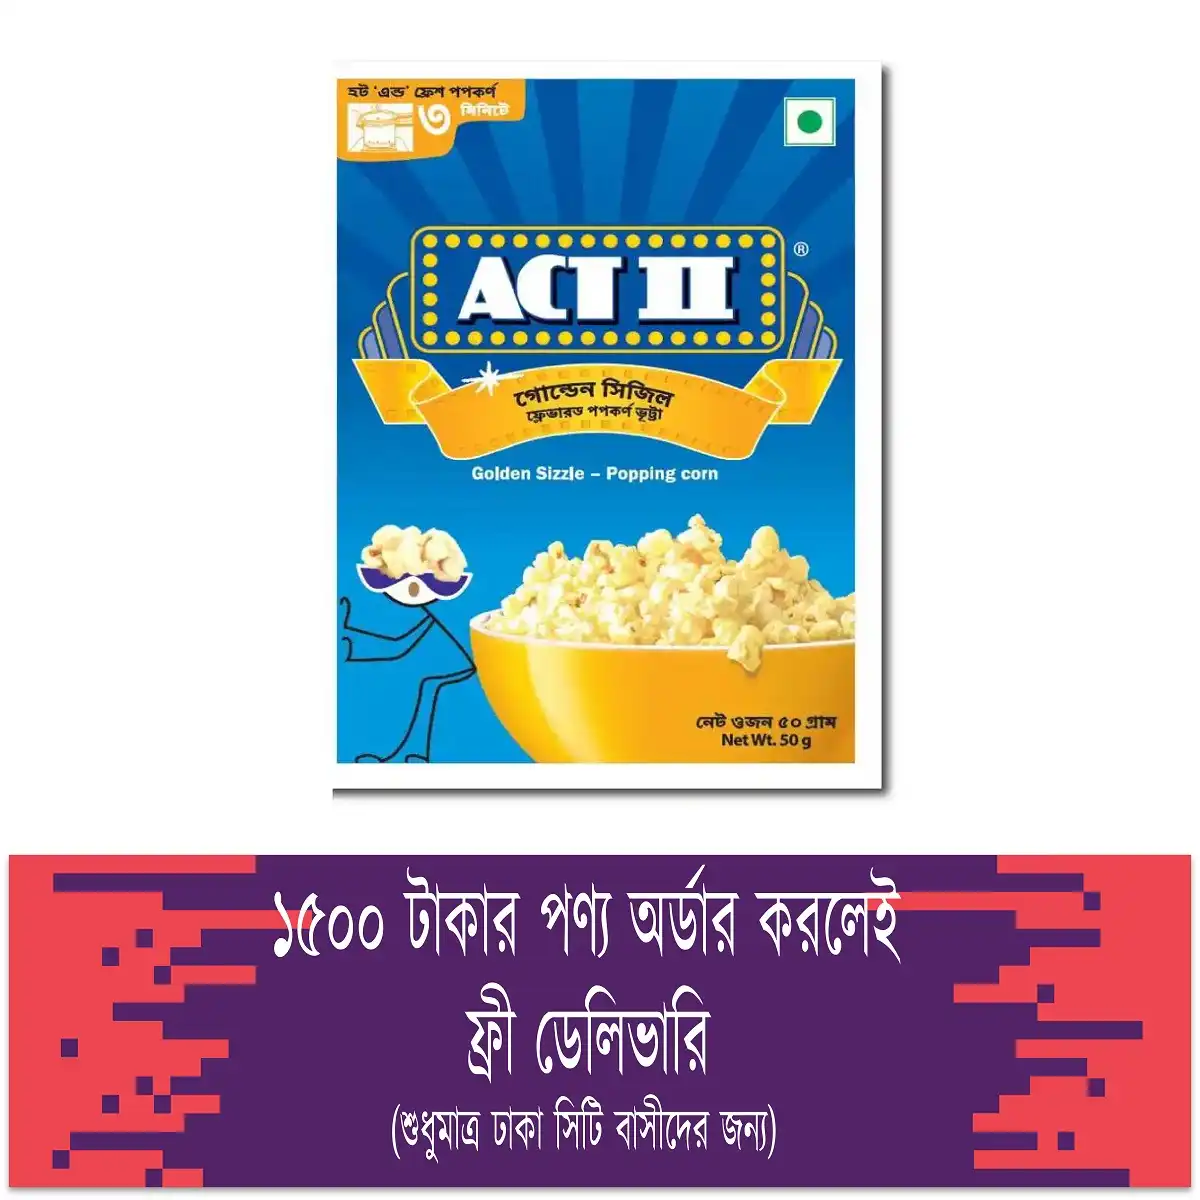 হট 'এন্ড' ফ্রেশ পপকর্ণ
৩ মিনিটে
ACT II ®
গোল্ডেন সিজিল
ফ্লেভারড পপকর্ণ ভূট্টা
Golden Sizzle – Popping corn
নেট ওজন ৫০ গ্রাম
Net Wt. 50 g
১৫০০ টাকার পণ্য অর্ডার করলেই
ফ্রী ডেলিভারি
(শুধুমাত্র ঢাকা সিটি বাসীদের জন্য)